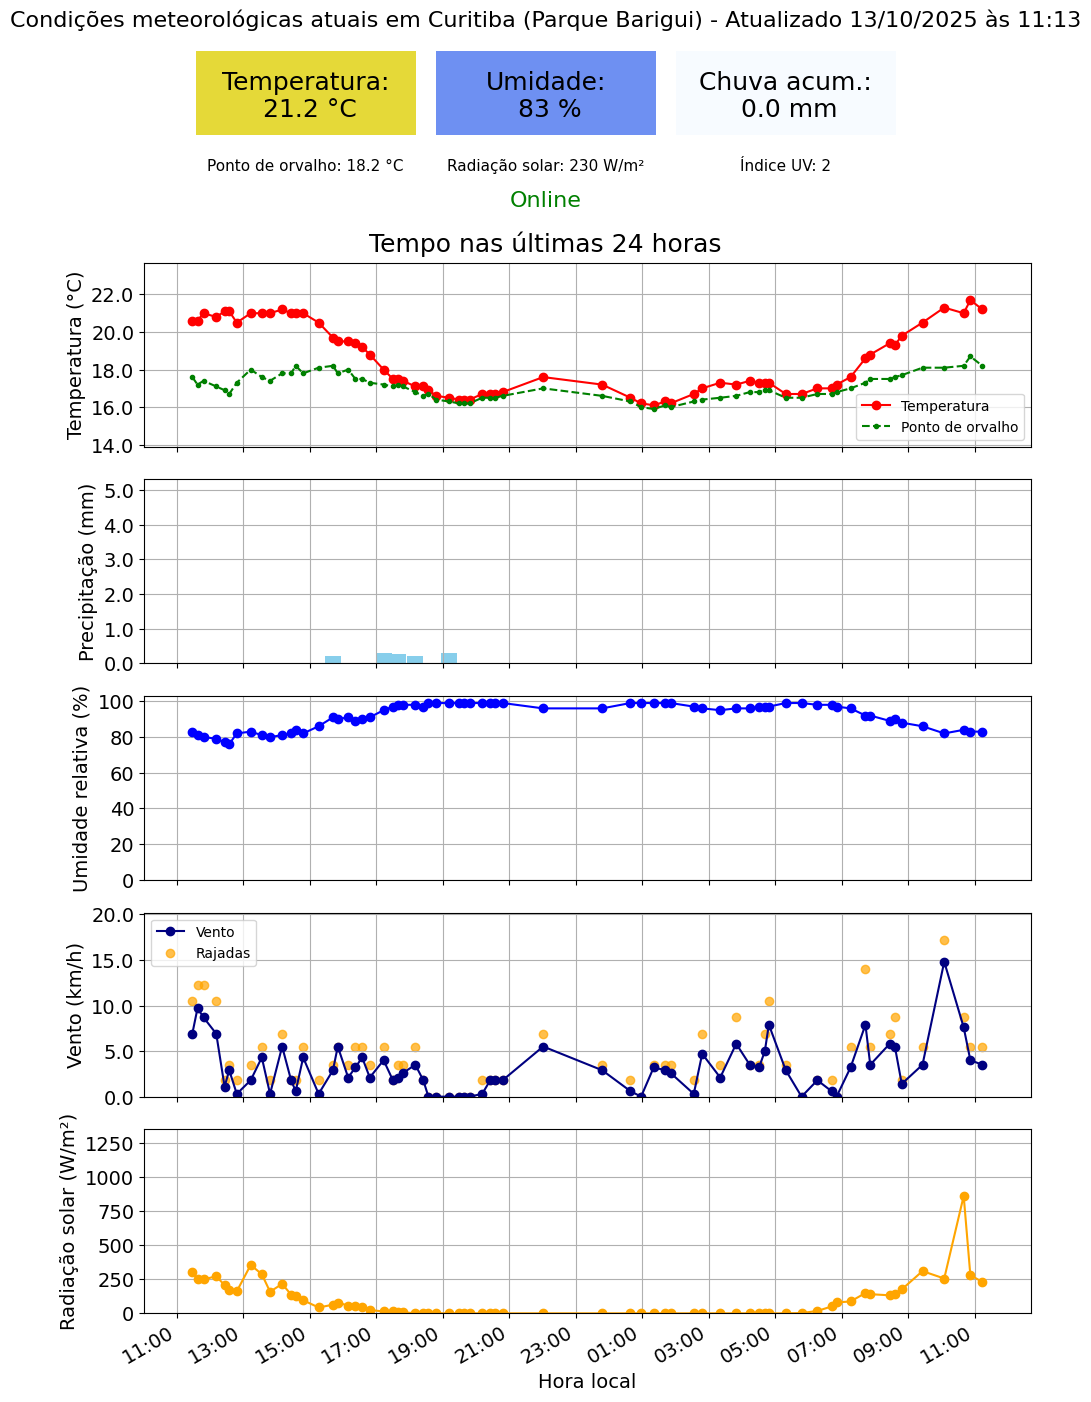 Condições meteorológicas atuais em Curitiba (Parque Barigui) - Atualizado 13/10/2025 às 11:13
Temperatura:
21.2 °C
Umidade:
83 %
Chuva acum.:
0.0 mm
Ponto de orvalho: 18.2 °C
Radiação solar: 230 W/m²
Índice UV: 2
Online
Tempo nas últimas 24 horas
Temperatura (°C)
22.0
20.0
18.0
16.0
14.0
Temperatura
Ponto de orvalho
Precipitação (mm)
5.0
4.0
3.0
2.0
1.0
0.0
Umidade relativa (%)
100
80
60
40
20
0
Vento (km/h)
20.0
15.0
10.0
5.0
0.0
Vento
Rajadas
Radiação solar (W/m²)
1250
1000
750
500
250
0
11:00
13:00
15:00
17:00
19:00
21:00
23:00
01:00
03:00
05:00
07:00
09:00
11:00
Hora local